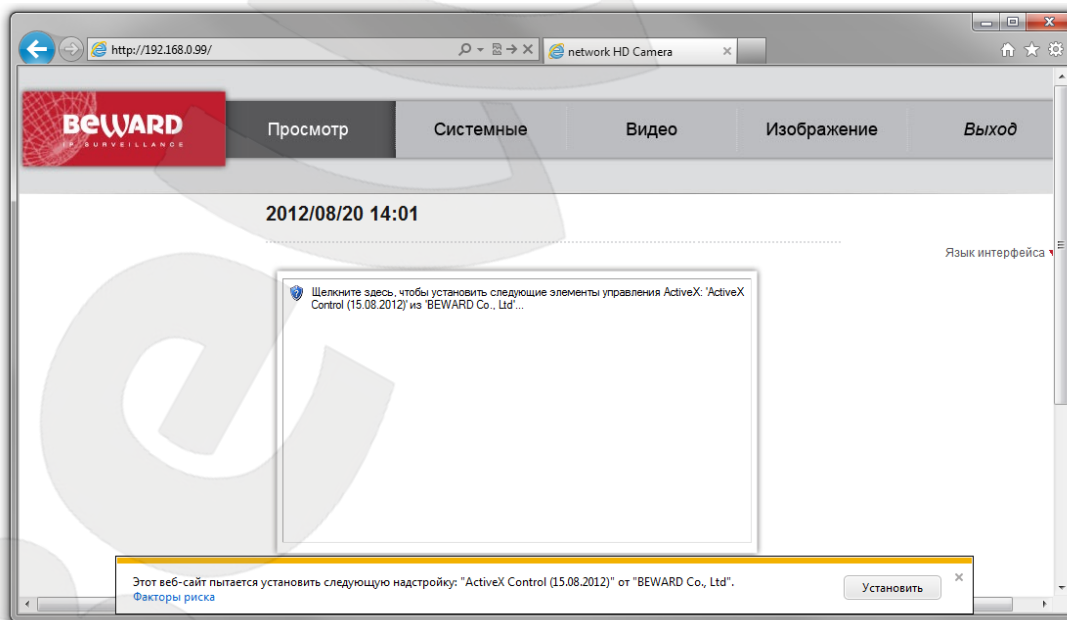 http://192.168.0.99/
network HD Camera
BEWARD
IP SURVEILLANCE
Просмотр
Системные
Видео
Изображение
Выход
2012/08/20 14:01
Язык интерфейса
Щелкните здесь, чтобы установить следующие элементы управления ActiveX: 'ActiveX
Control (15.08.2012)' из 'BEWARD Co., Ltd'...
Этот веб-сайт пытается установить следующую надстройку: "ActiveX Control (15.08.2012)" от "BEWARD Co., Ltd".
Факторы риска
Установить